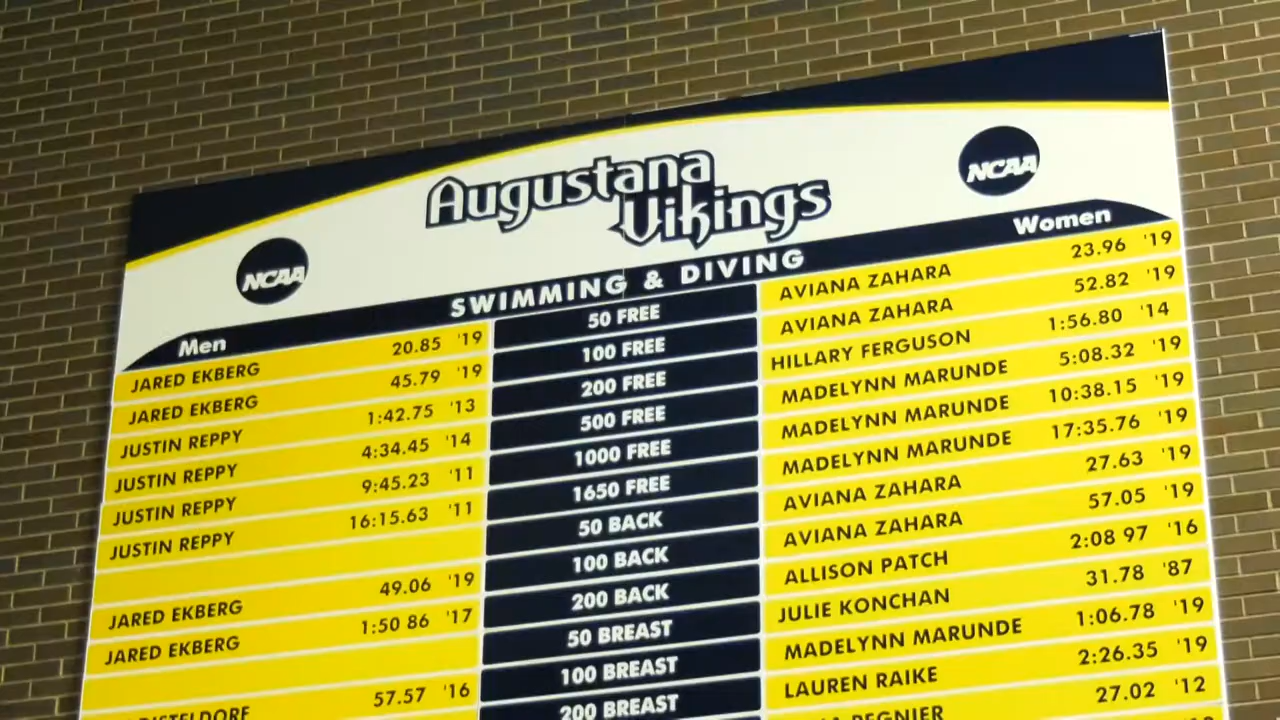 Augustana
Vikings
NCAA
NCAA
SWIMMING & DIVING
Men
Women
JARED EKBERG 20.85 '19 50 FREE AVIANA ZAHARA 23.96 '19
JARED EKBERG 45.79 '19 100 FREE AVIANA ZAHARA 52.82 '19
JUSTIN REPPY 1:42.75 '13 200 FREE HILLARY FERGUSON 1:56.80 '14
JUSTIN REPPY 4:34.45 '14 500 FREE MADELYNN MARUNDE 5:08.32 '19
JUSTIN REPPY 9:45.23 '11 1000 FREE MADELYNN MARUNDE 10:38.15 '19
JUSTIN REPPY 16:15.63 '11 1650 FREE MADELYNN MARUNDE 17:35.76 '19
50 BACK AVIANA ZAHARA 27.63 '19
JARED EKBERG 49.06 '19 100 BACK AVIANA ZAHARA 57.05 '19
JARED EKBERG 1:50 86 '17 200 BACK ALLISON PATCH 2:08 97 '16
50 BREAST JULIE KONCHAN 31.78 '87
57.57 '16 100 BREAST MADELYNN MARUNDE 1:06.78 '19
200 BREAST LAUREN RAIKE 2:26.35 '19
27.02 '12